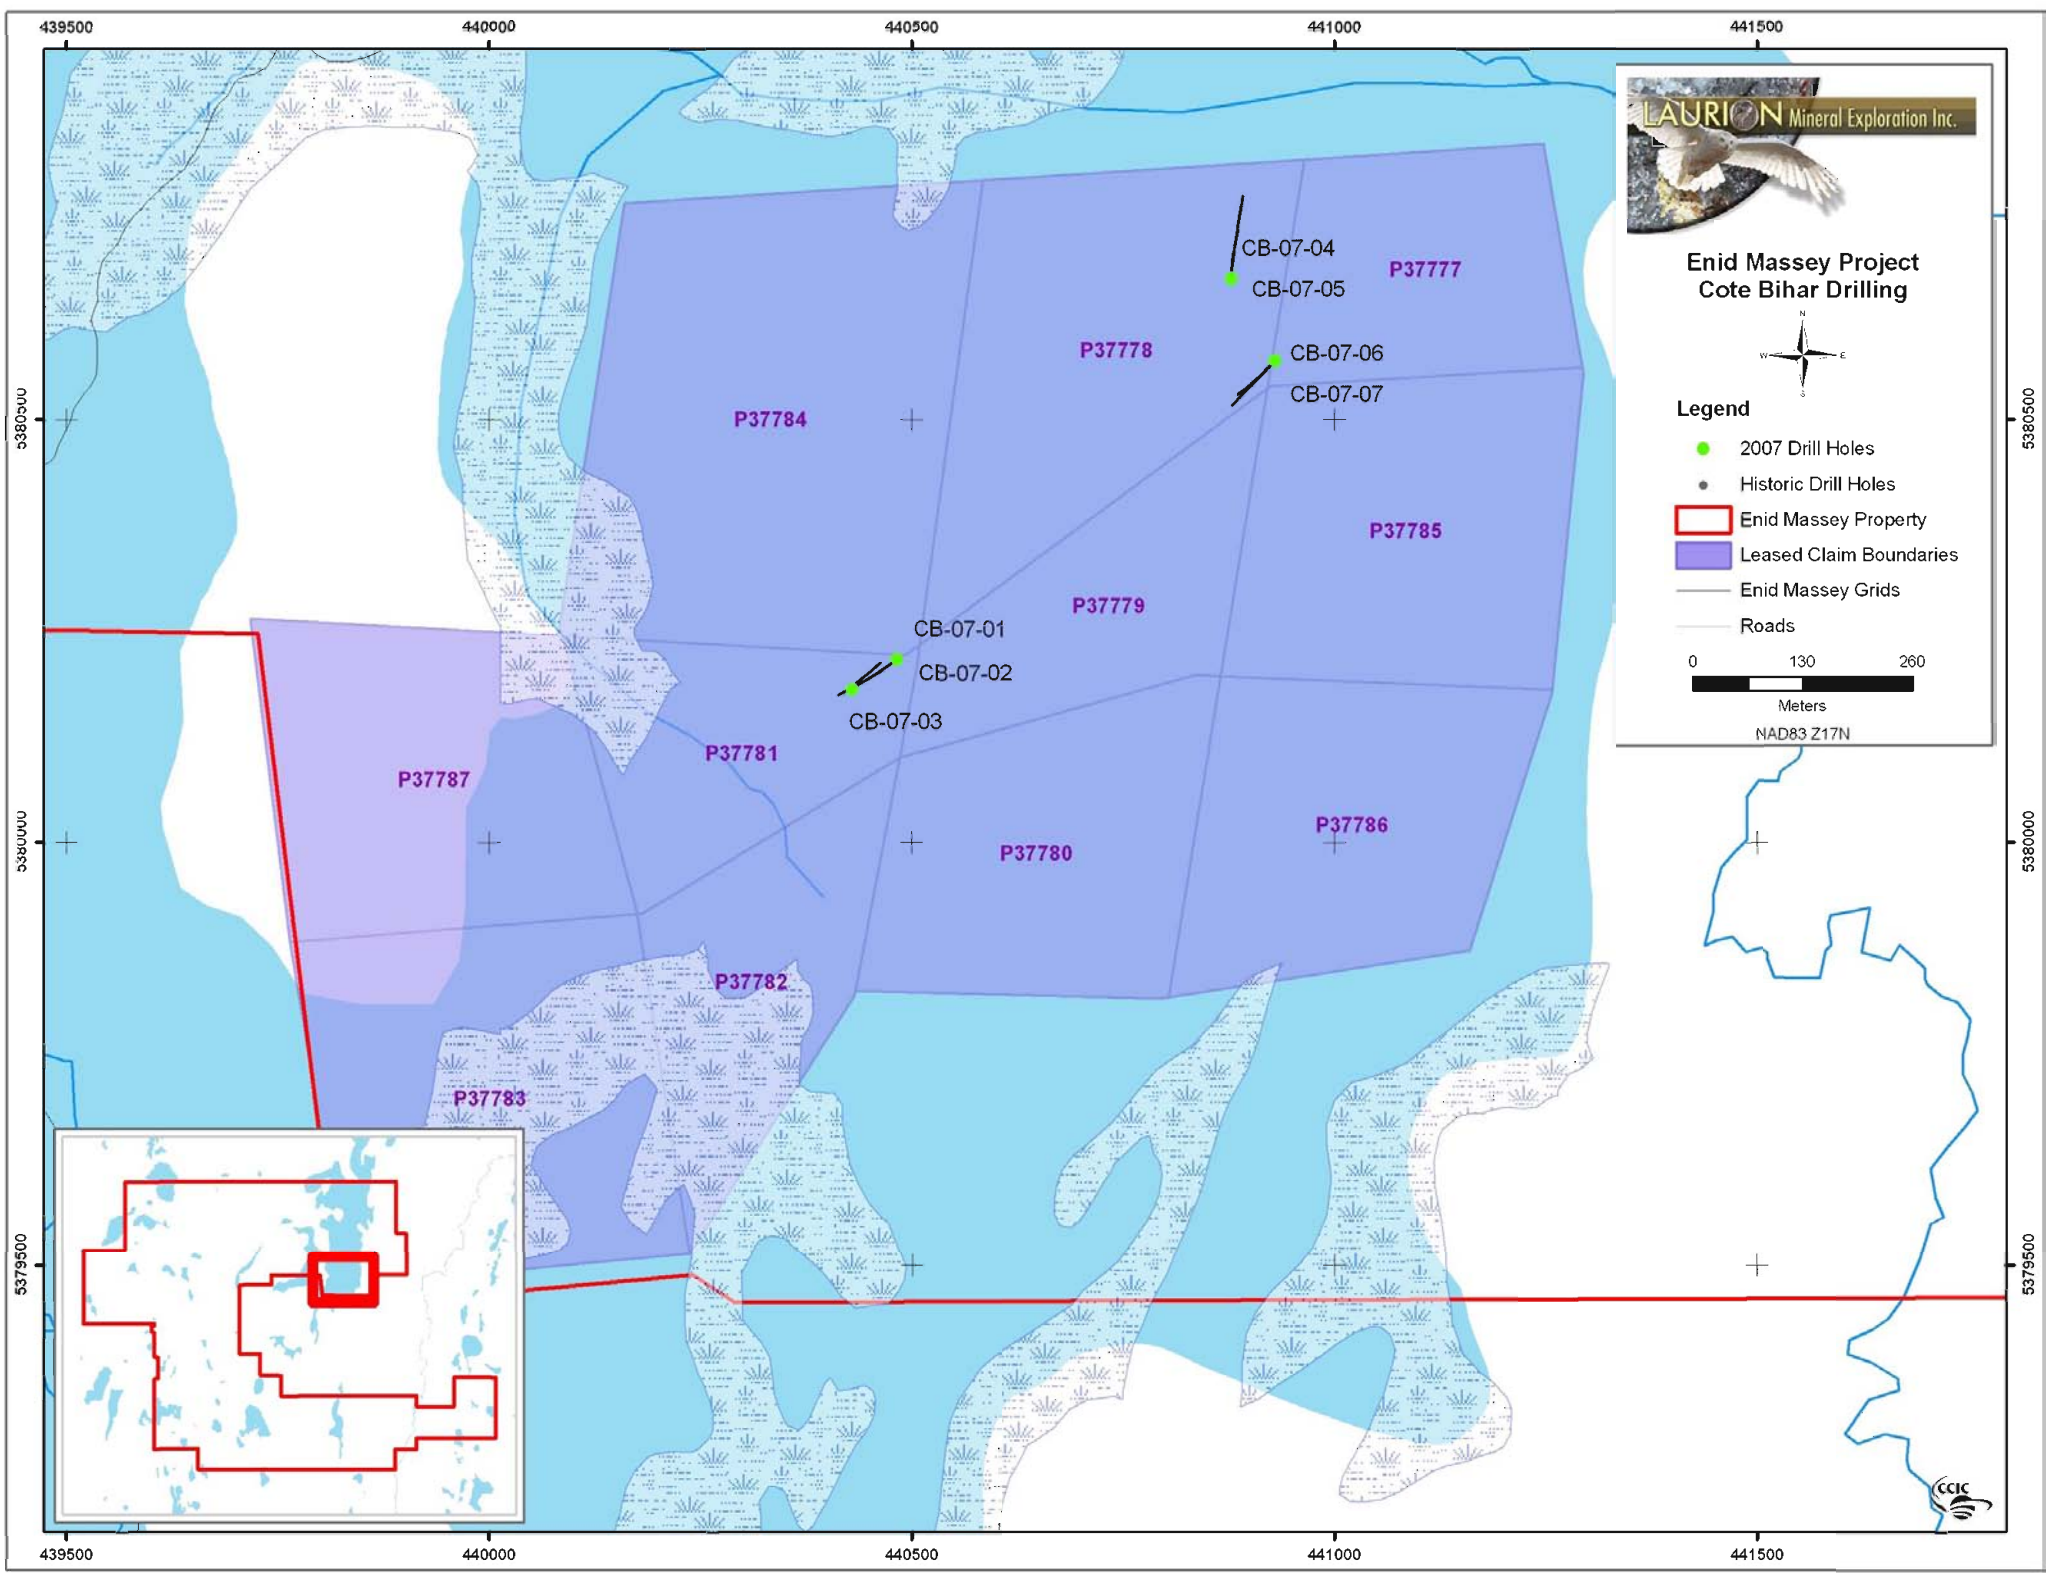 439500 440000 440500 441000 441500
LAURION Mineral Exploration Inc.
Enid Massey Project
Cote Bihar Drilling
N
W E
S
Legend
2007 Drill Holes
Historic Drill Holes
Enid Massey Property
Leased Claim Boundaries
Enid Massey Grids
Roads
0 130 260
Meters
NAD83 Z17N
CB-07-04
P37777
CB-07-05
P37778
CB-07-06
CB-07-07
5380500 5380500
P37784
P37785
P37779
CB-07-01
CB-07-02
CB-07-03
P37781
P37787
P37786
5380000 5380000
P37780
P37782
P37783
5379500 5379500
CCIC
439500 440000 440500 441000 441500